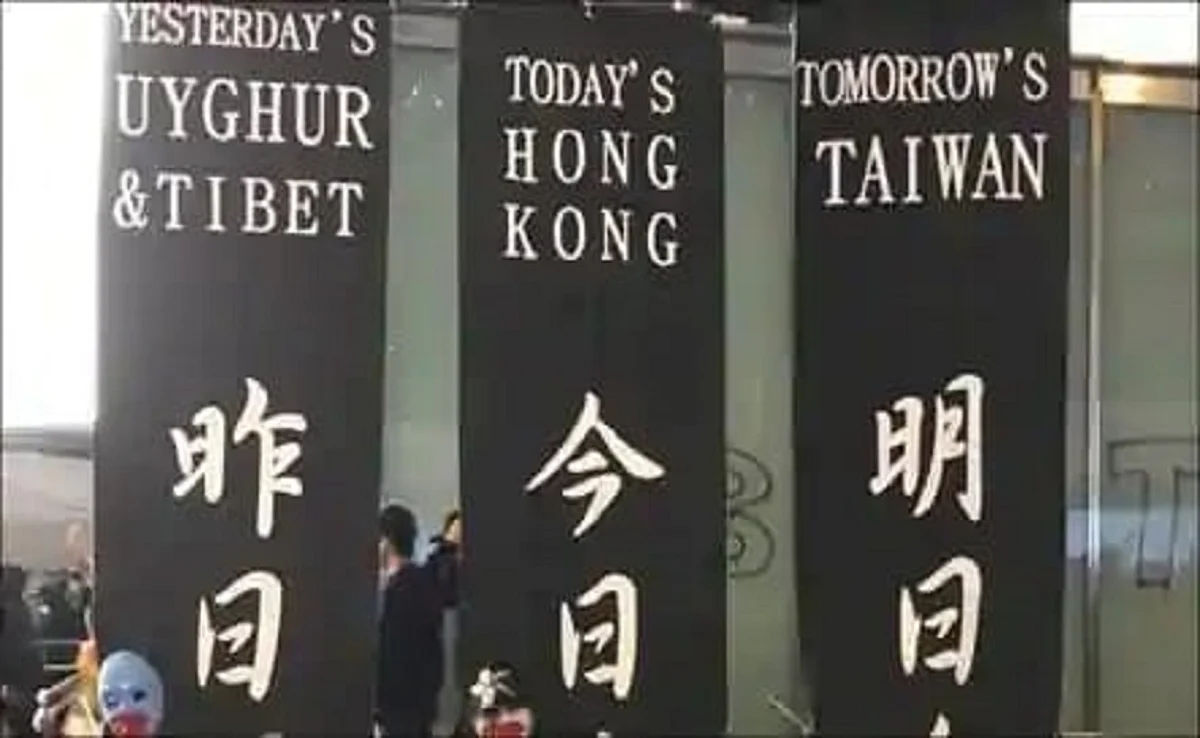 YESTERDAY'S
UYGHUR
&TIBET
昨
日
TODAY'S
HONG
KONG
今
日
TOMORROW'S
TAIWAN
明
日
B
T